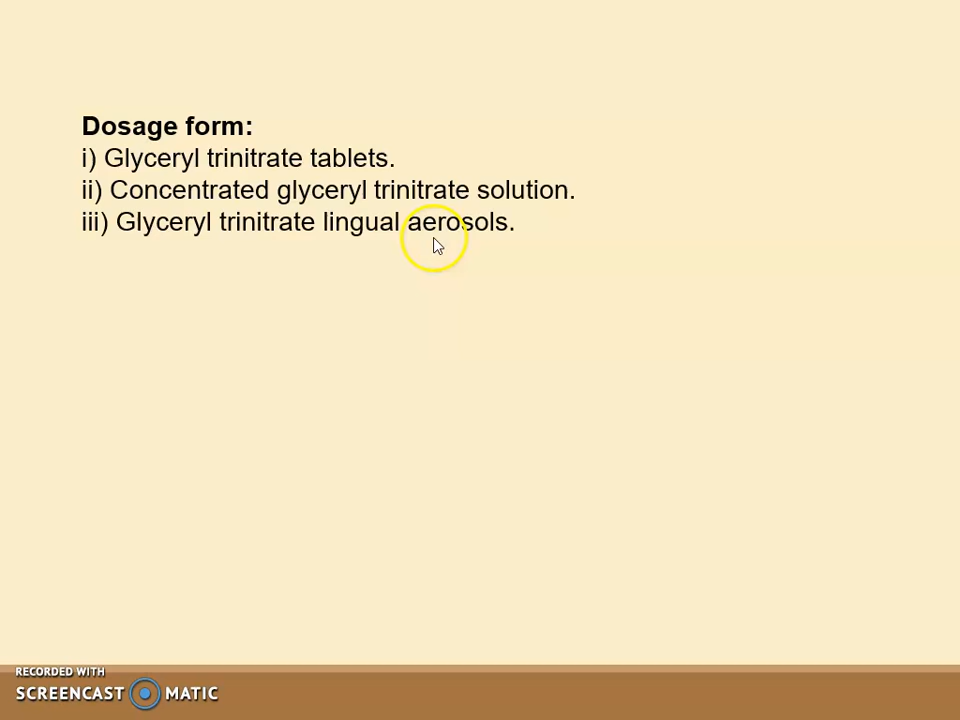 Dosage form:
i) Glyceryl trinitrate tablets.
ii) Concentrated glyceryl trinitrate solution.
iii) Glyceryl trinitrate lingual aerosols.
RECORDED WITH
SCREENCAST MATIC